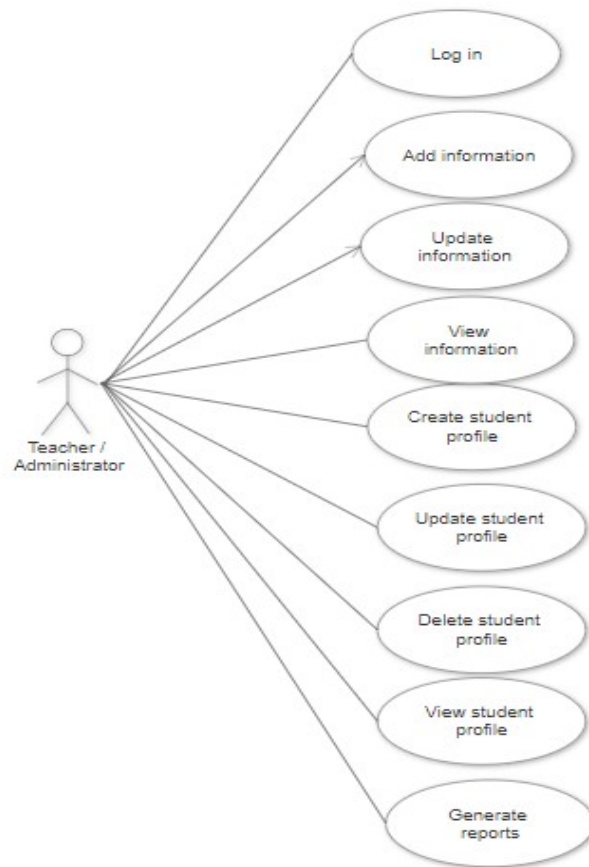 Log in
Add information
Update
information
View
information
Teacher /
Administrator
Create student
profile
Update student
profile
Delete student
profile
View student
profile
Generate
reports